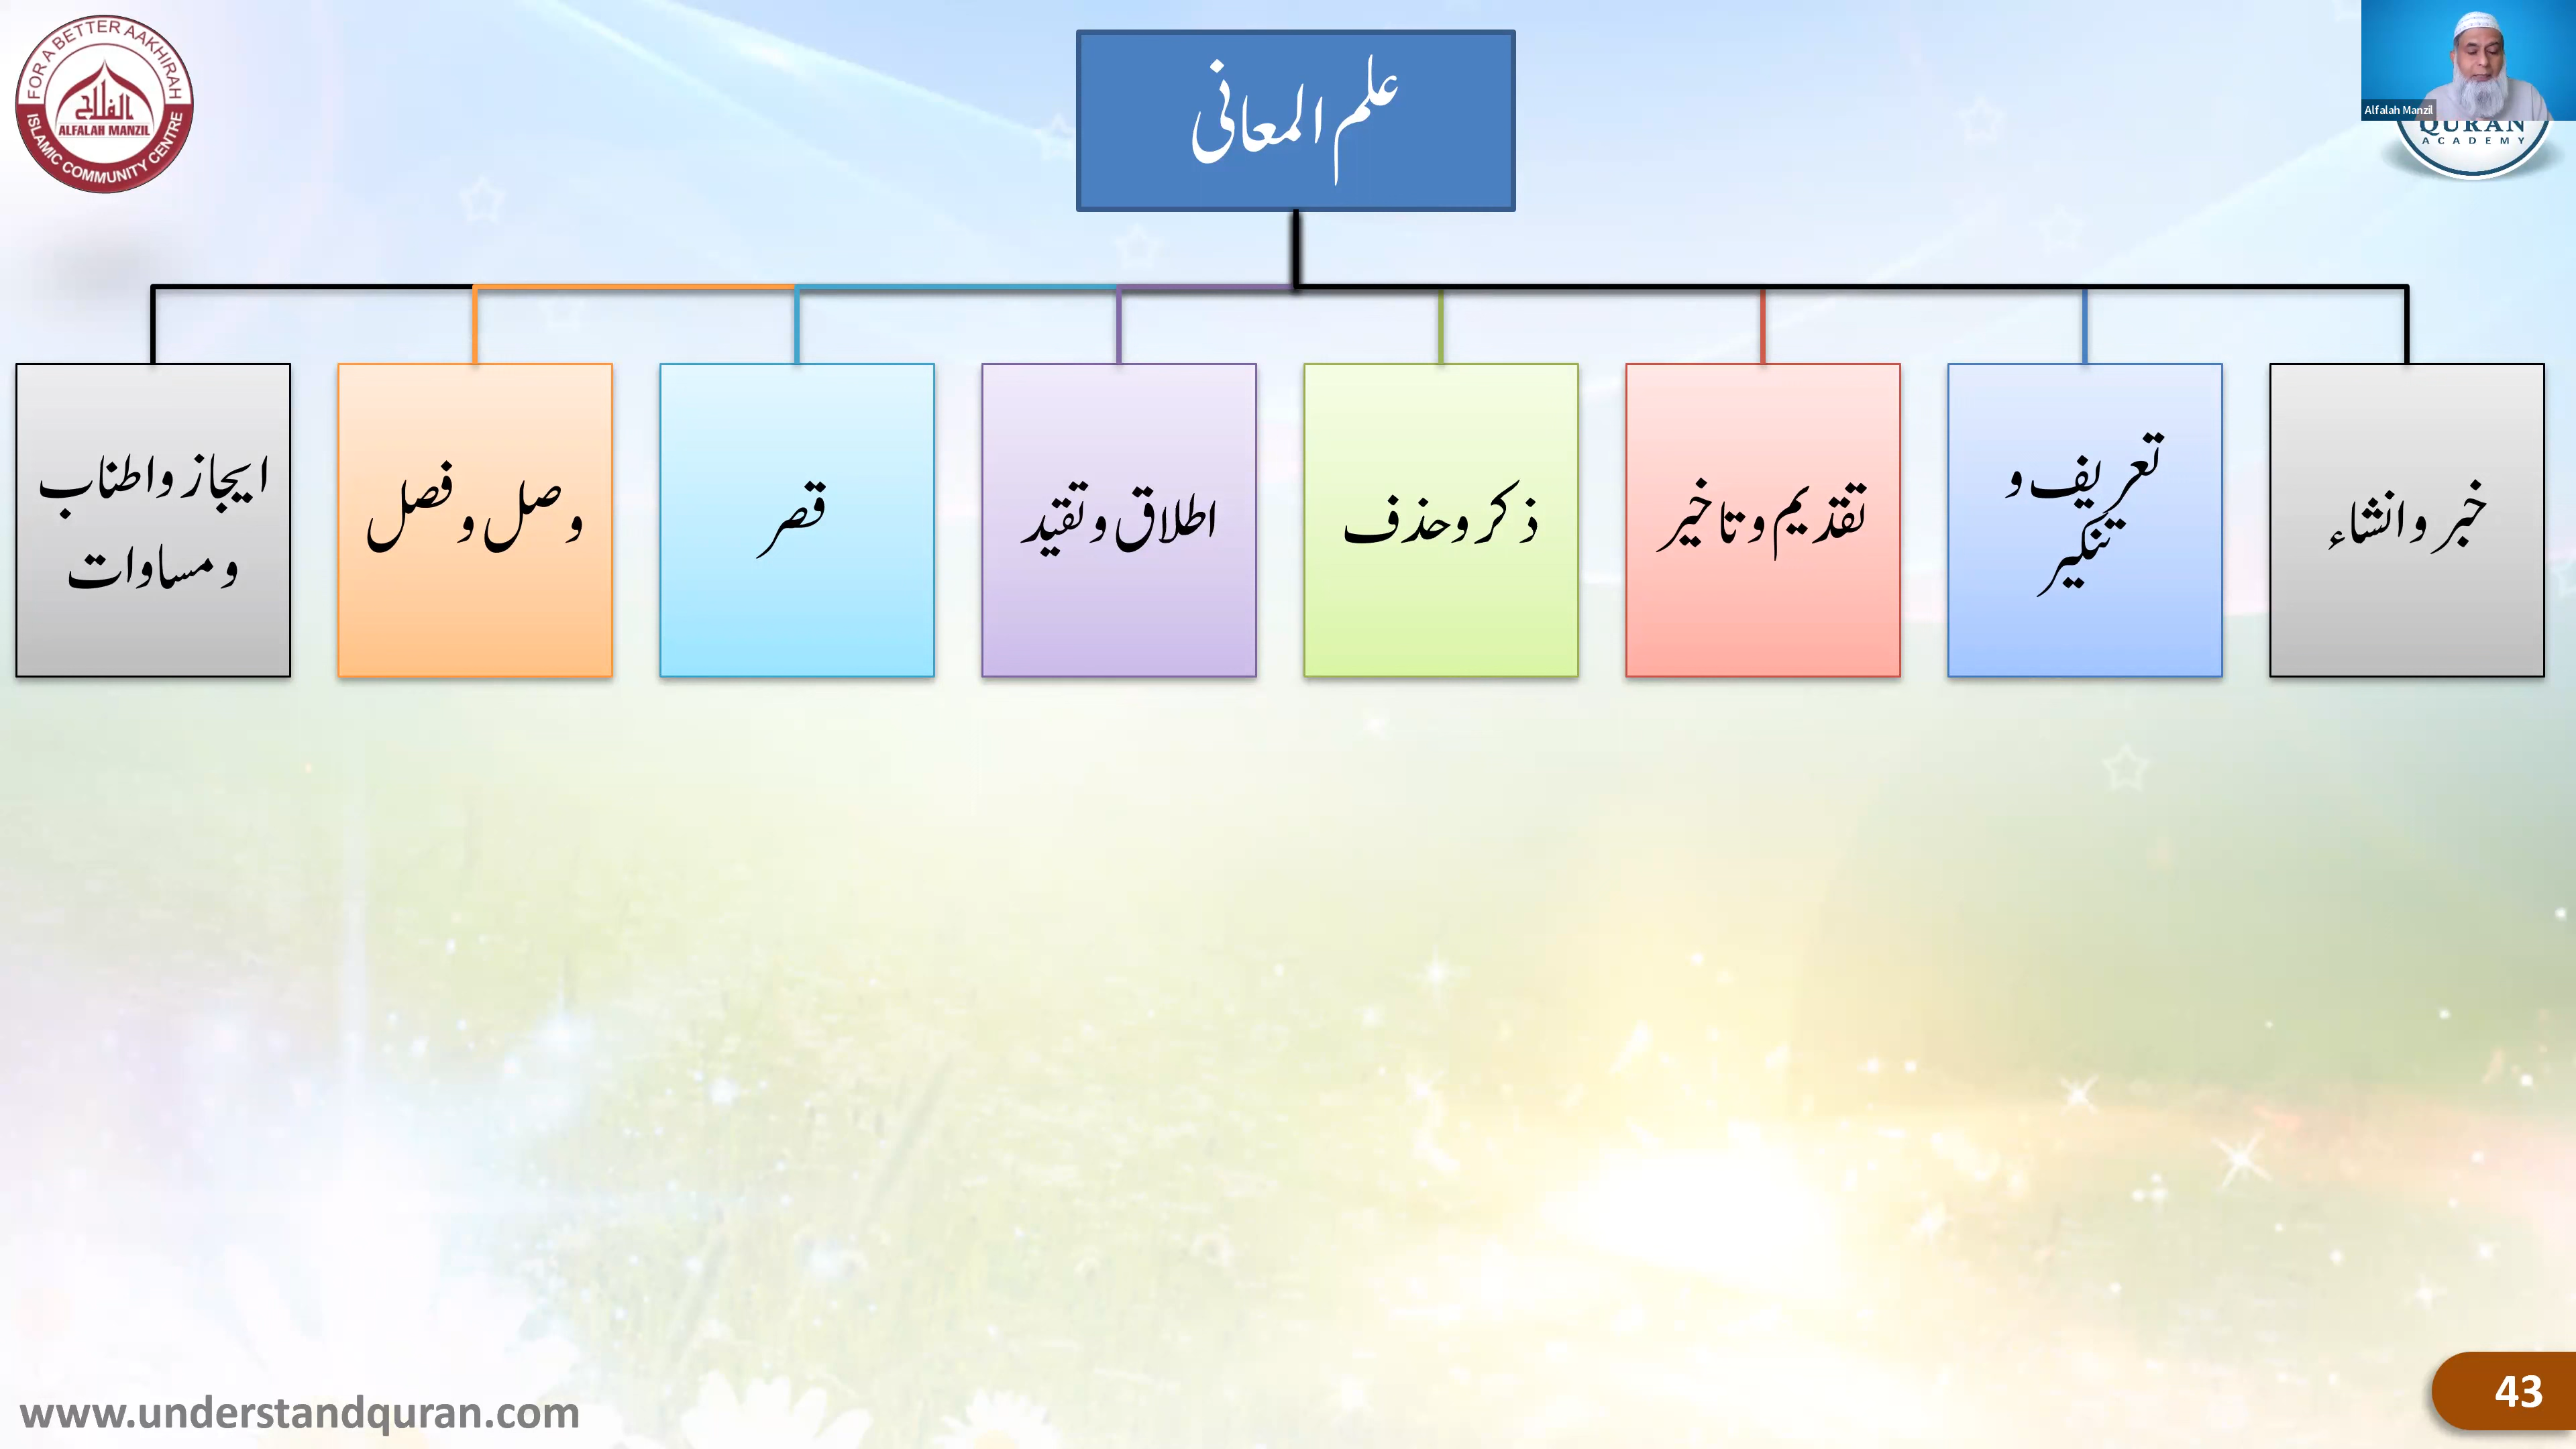 FOR A BETTER AAKHIRAH
الفلاح
ALFALAH MANZIL
ISLAMIC COMMUNITY CENTRE
علم المعانی
Alfalah Manzil
QURAN
ACADEMY
خبر و انشاء
تعریف و
تنکیر
تقدیم و تاخیر
ذکر و حذف
اطلاق و تقید
قصر
وصل و فصل
ایجاز و اطناب
و مساوات
www.understandquran.com
43